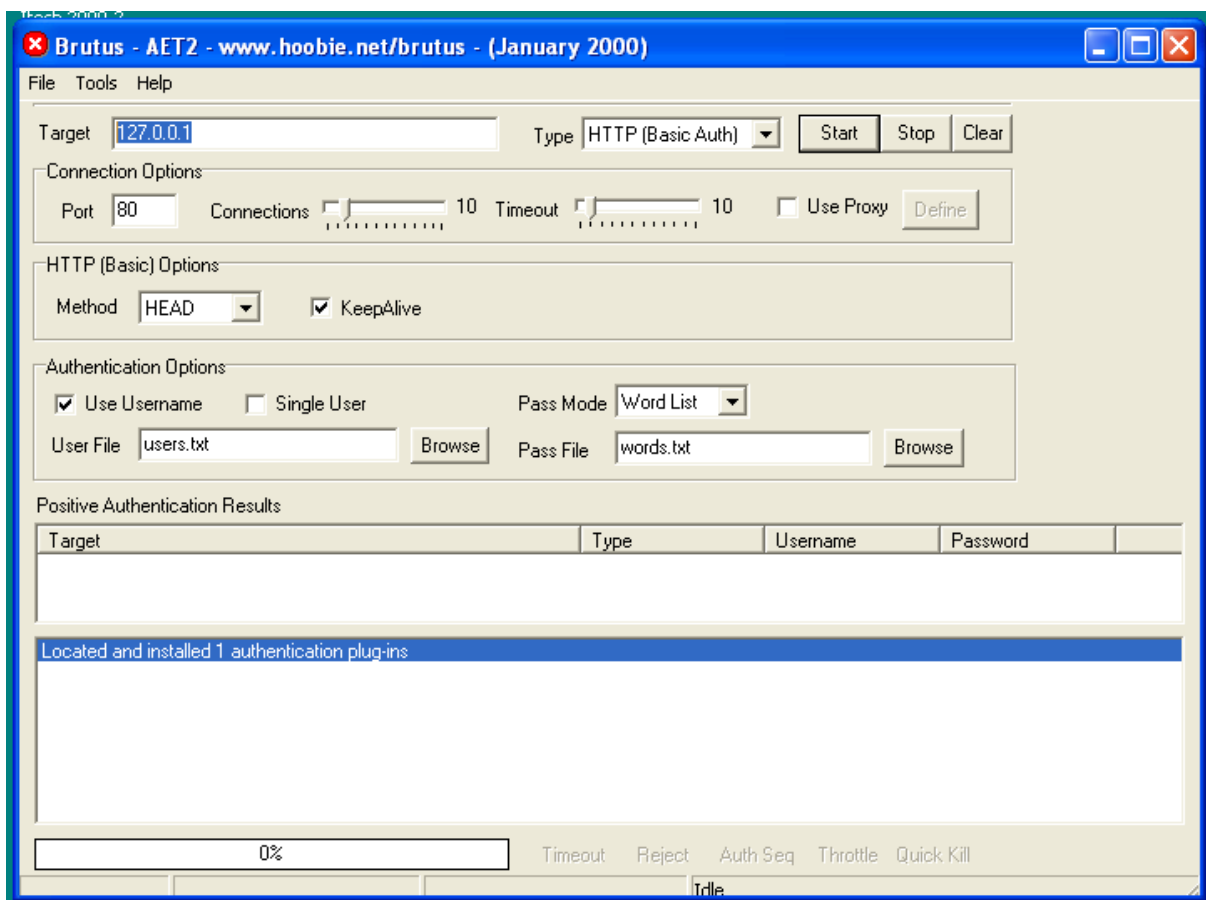 Brutus - AET2 - www.hoobie.net/brutus - (January 2000)
File Tools Help
Target 127.0.0.1 Type HTTP (Basic Auth) Start Stop Clear
Connection Options
Port 80 Connections 10 Timeout 10 Use Proxy Define
HTTP (Basic) Options
Method HEAD KeepAlive
Authentication Options
Use Username Single User Pass Mode Word List
User File users.txt Browse Pass File words.txt Browse
Positive Authentication Results
Target Type Username Password
Located and installed 1 authentication plug-ins
0% Timeout Reject Auth Seq Throttle Quick Kill
Idle